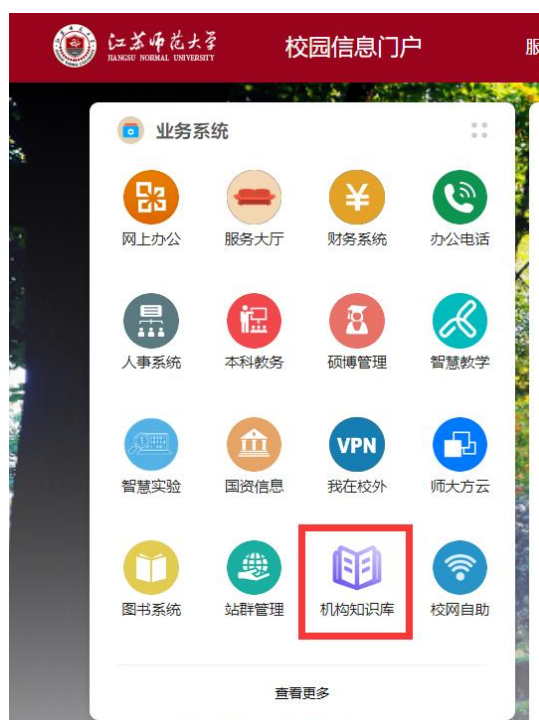 江苏师范大学
JIANGSU NORMAL UNIVERSITY
校园信息门户
服
业务系统
网上办公 服务大厅 财务系统 办公电话
人事系统 本科教务 硕博管理 智慧教学
VPN
智慧实验 国资信息 我在校外 师大方云
图书系统 站群管理 机构知识库 校网自助
查看更多